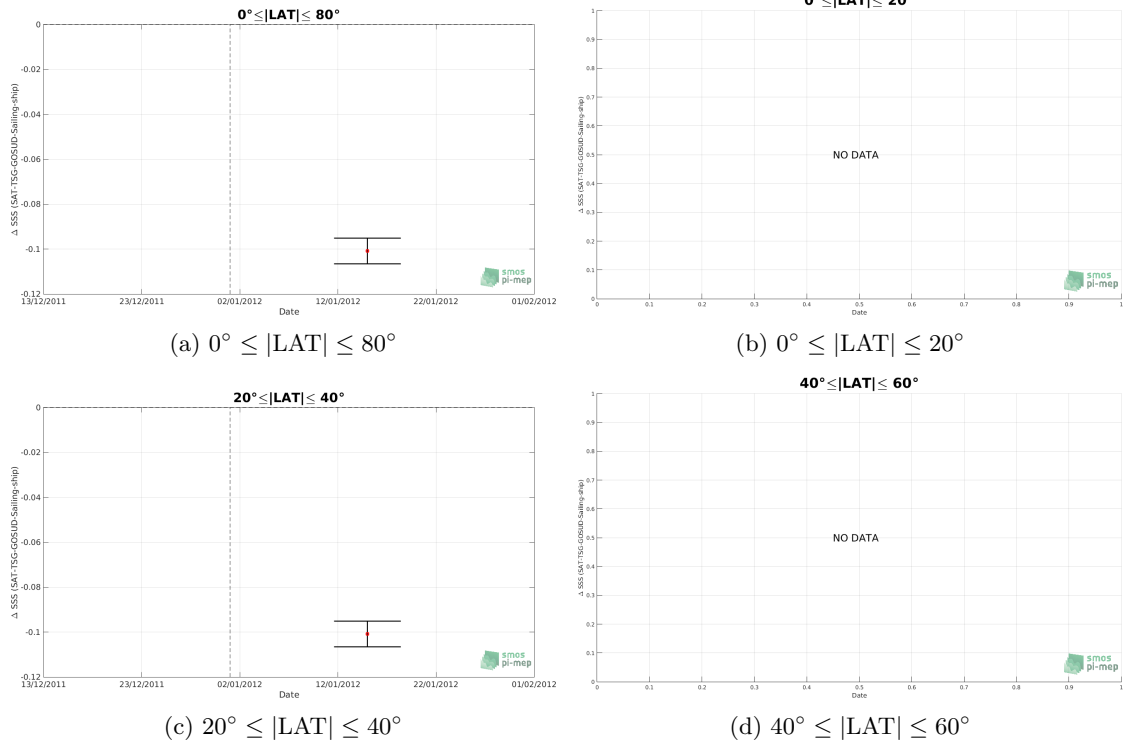 0°≤|LAT|≤ 80°
Δ SSS (SAT-TSG-GOSUD-Sailing-ship)
0
-0.02
-0.04
-0.06
-0.08
-0.1
-0.12
13/12/2011 23/12/2011 02/01/2012 12/01/2012 22/01/2012 01/02/2012
Date
smos
pi-mep
(a) 0° ≤ |LAT| ≤ 80°
0°≤|LAT|≤ 20°
Δ SSS (SAT-TSG-GOSUD-Sailing-ship)
1
0.9
0.8
0.7
0.6
0.5
0.4
0.3
0.2
0.1
0
NO DATA
0 0.1 0.2 0.3 0.4 0.5 0.6 0.7 0.8 0.9 1
Date
smos
pi-mep
(b) 0° ≤ |LAT| ≤ 20°
20°≤|LAT|≤ 40°
Δ SSS (SAT-TSG-GOSUD-Sailing-ship)
0
-0.02
-0.04
-0.06
-0.08
-0.1
-0.12
13/12/2011 23/12/2011 02/01/2012 12/01/2012 22/01/2012 01/02/2012
Date
smos
pi-mep
(c) 20° ≤ |LAT| ≤ 40°
40°≤|LAT|≤ 60°
Δ SSS (SAT-TSG-GOSUD-Sailing-ship)
1
0.9
0.8
0.7
0.6
0.5
0.4
0.3
0.2
0.1
0
NO DATA
0 0.1 0.2 0.3 0.4 0.5 0.6 0.7 0.8 0.9 1
Date
smos
pi-mep
(d) 40° ≤ |LAT| ≤ 60°